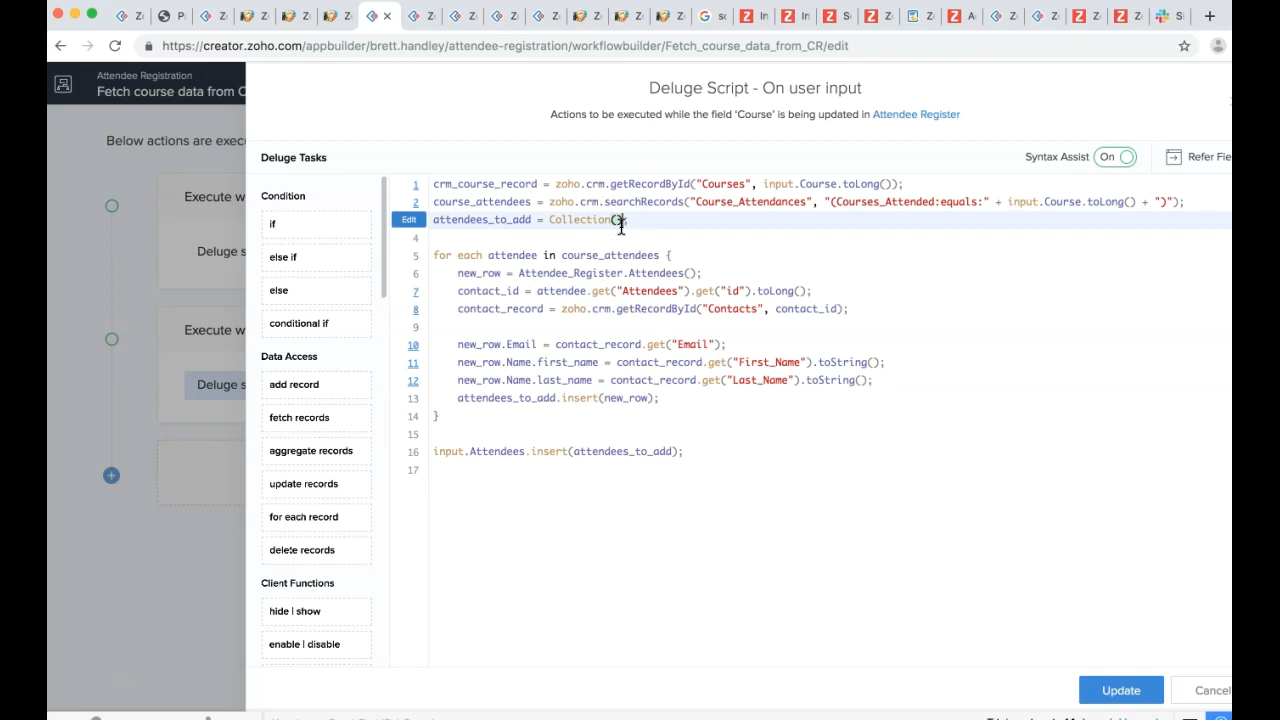 Z
P
Z
Z
Z
Z
Z
Z
Z
Z
Z
Z
Z
sc
In
In
S
Z
Z
A
Z
Z
Z
Z
S
https://creator.zoho.com/appbuilder/brett.handley/attendee-registration/workflowbuilder/Fetch_course_data_from_CR/edit
Attendee Registration
Fetch course data from C
Below actions are exec
Execute w
Deluge s
Execute w
Deluge s
Deluge Script - On user input
Actions to be executed while the field 'Course' is being updated in Attendee Register
Deluge Tasks
Syntax Assist On
Refer Fie
Condition
if
else if
else
conditional if
Data Access
add record
fetch records
aggregate records
update records
for each record
delete records
Client Functions
hide | show
enable | disable
1 crm_course_record = zoho.crm.getRecordById("Courses", input.Course.toLong());
2 course_attendees = zoho.crm.searchRecords("Course_Attendances", "(Courses_Attended:equals:" + input.Course.toLong() + ")");
Edit attendees_to_add = Collection();
4
5 for each attendee in course_attendees {
6 new_row = Attendee_Register.Attendees();
7 contact_id = attendee.get("Attendees").get("id").toLong();
8 contact_record = zoho.crm.getRecordById("Contacts", contact_id);
9
10 new_row.Email = contact_record.get("Email");
11 new_row.Name.first_name = contact_record.get("First_Name").toString();
12 new_row.Name.last_name = contact_record.get("Last_Name").toString();
13 attendees_to_add.insert(new_row);
14 }
15
16 input.Attendees.insert(attendees_to_add);
17
Update
Cancel